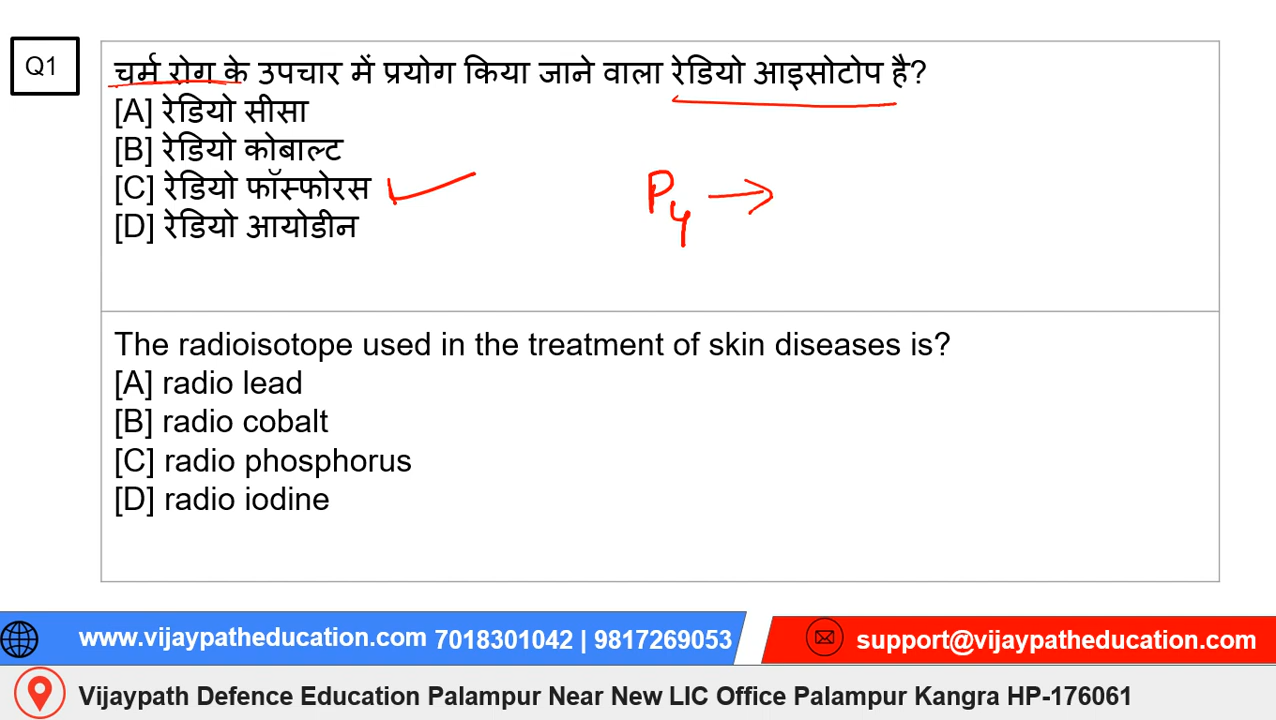 Q1
चर्म रोग के उपचार में प्रयोग किया जाने वाला रेडियो आइसोटोप है?
[A] रेडियो सीसा
[B] रेडियो कोबाल्ट
[C] रेडियो फॉस्फोरस
[D] रेडियो आयोडीन
P4 →
The radioisotope used in the treatment of skin diseases is?
[A] radio lead
[B] radio cobalt
[C] radio phosphorus
[D] radio iodine
www.vijaypatheducation.com 7018301042 | 9817269053
support@vijaypatheducation.com
Vijaypath Defence Education Palampur Near New LIC Office Palampur Kangra HP-176061